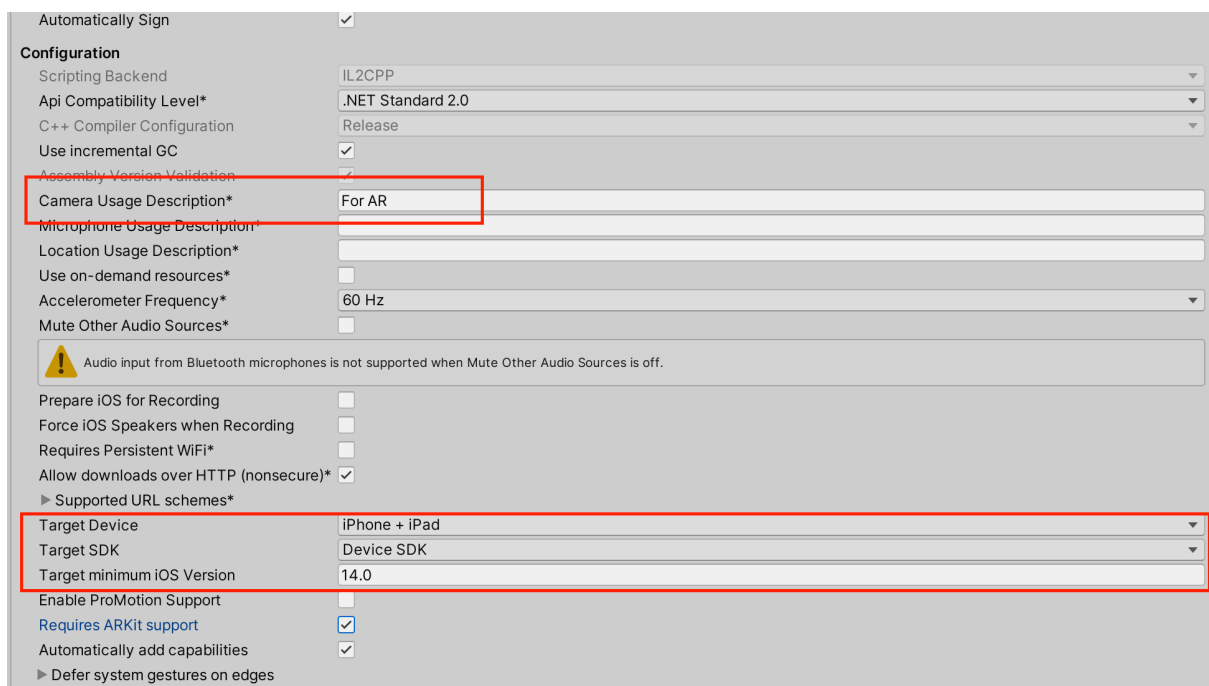 Automatically Sign
Configuration
Scripting Backend IL2CPP
Api Compatibility Level* .NET Standard 2.0
C++ Compiler Configuration Release
Use incremental GC
Assembly Version Validation
Camera Usage Description* For AR
Microphone Usage Description*
Location Usage Description*
Use on-demand resources*
Accelerometer Frequency* 60 Hz
Mute Other Audio Sources*
Audio input from Bluetooth microphones is not supported when Mute Other Audio Sources is off.
Prepare iOS for Recording
Force iOS Speakers when Recording
Requires Persistent WiFi*
Allow downloads over HTTP (nonsecure)*
Supported URL schemes*
Target Device iPhone + iPad
Target SDK Device SDK
Target minimum iOS Version 14.0
Enable ProMotion Support
Requires ARKit support
Automatically add capabilities
Defer system gestures on edges